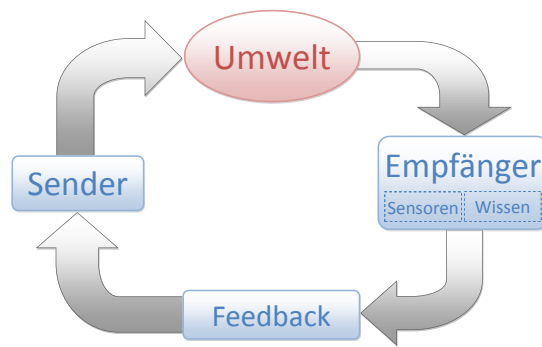 Umwelt
Empfänger
Sensoren Wissen
Sender
Feedback